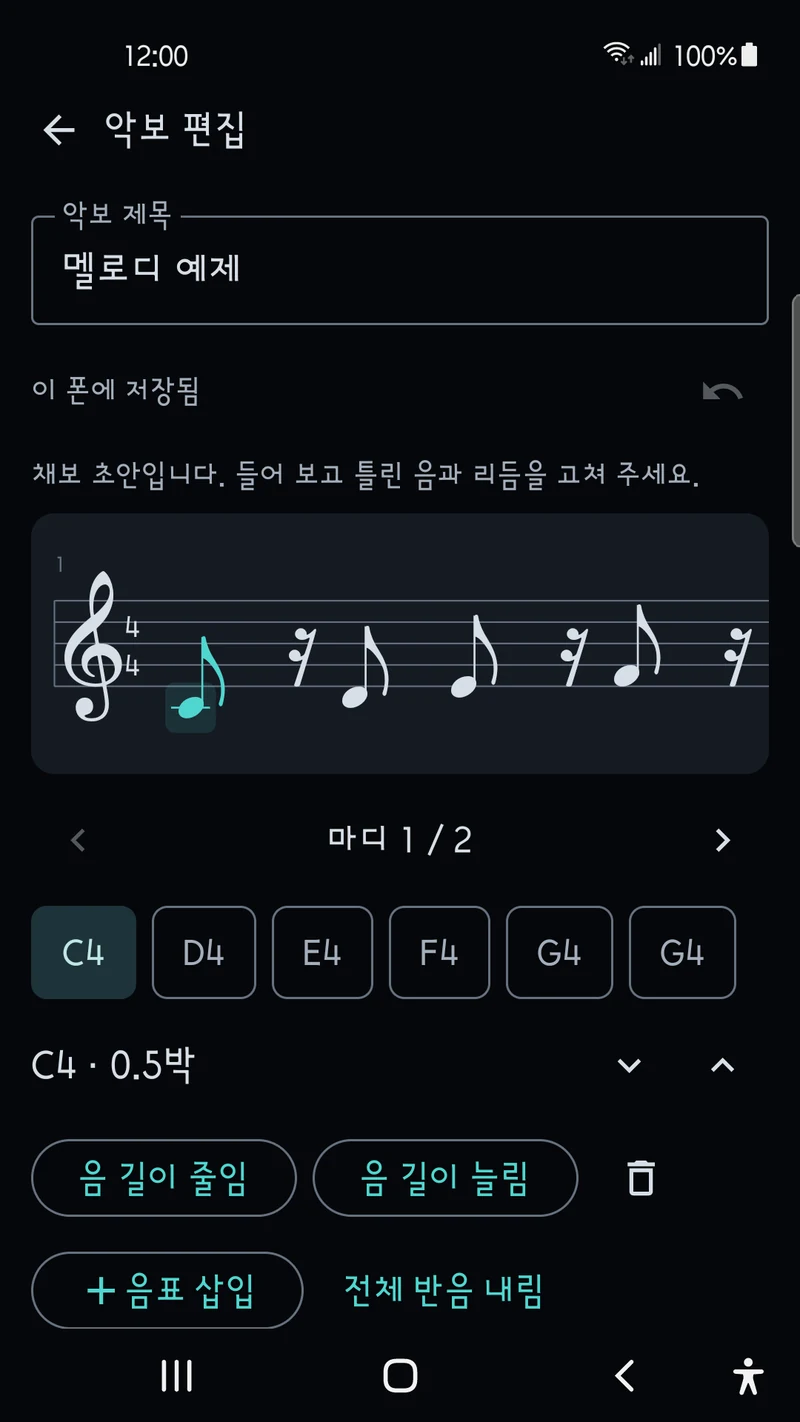 12:00 100%
악보 편집
악보 제목
멜로디 예제
이 폰에 저장됨
채보 초안입니다. 들어 보고 틀린 음과 리듬을 고쳐 주세요.
1
4
4
마디 1 / 2
C4 D4 E4 F4 G4 G4
C4 · 0.5박
음 길이 줄임 음 길이 늘림
+ 음표 삽입 전체 반음 내림